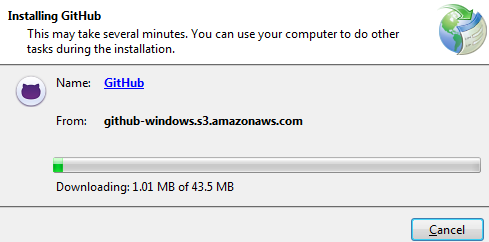 Installing GitHub
This may take several minutes. You can use your computer to do other
tasks during the installation.
Name: GitHub
From: github-windows.s3.amazonaws.com
Downloading: 1.01 MB of 43.5 MB
Cancel